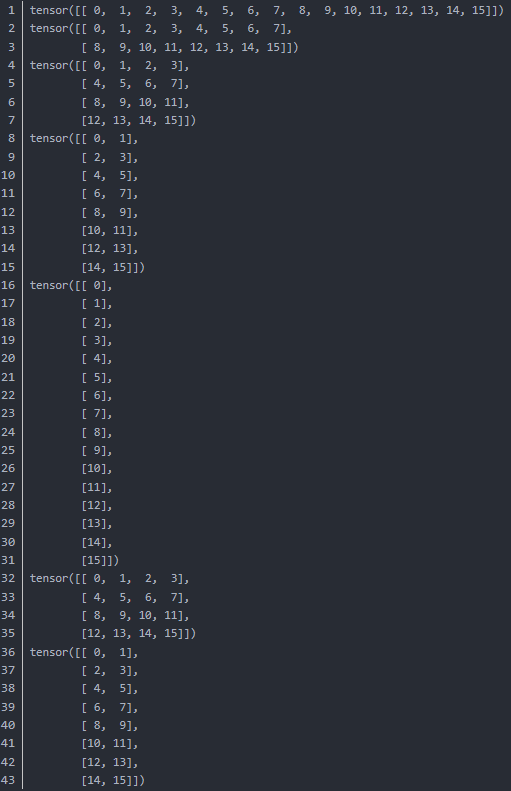 1 tensor([[ 0,  1,  2,  3,  4,  5,  6,  7,  8,  9, 10, 11, 12, 13, 14, 15]])
2 tensor([[ 0,  1,  2,  3,  4,  5,  6,  7],
3         [ 8,  9, 10, 11, 12, 13, 14, 15]])
4 tensor([[ 0,  1,  2,  3],
5         [ 4,  5,  6,  7],
6         [ 8,  9, 10, 11],
7         [12, 13, 14, 15]])
8 tensor([[ 0,  1],
9         [ 2,  3],
10         [ 4,  5],
11         [ 6,  7],
12         [ 8,  9],
13         [10, 11],
14         [12, 13],
15         [14, 15]])
16 tensor([[ 0],
17         [ 1],
18         [ 2],
19         [ 3],
20         [ 4],
21         [ 5],
22         [ 6],
23         [ 7],
24         [ 8],
25         [ 9],
26         [10],
27         [11],
28         [12],
29         [13],
30         [14],
31         [15]])
32 tensor([[ 0,  1,  2,  3],
33         [ 4,  5,  6,  7],
34         [ 8,  9, 10, 11],
35         [12, 13, 14, 15]])
36 tensor([[ 0,  1],
37         [ 2,  3],
38         [ 4,  5],
39         [ 6,  7],
40         [ 8,  9],
41         [10, 11],
42         [12, 13],
43         [14, 15]])